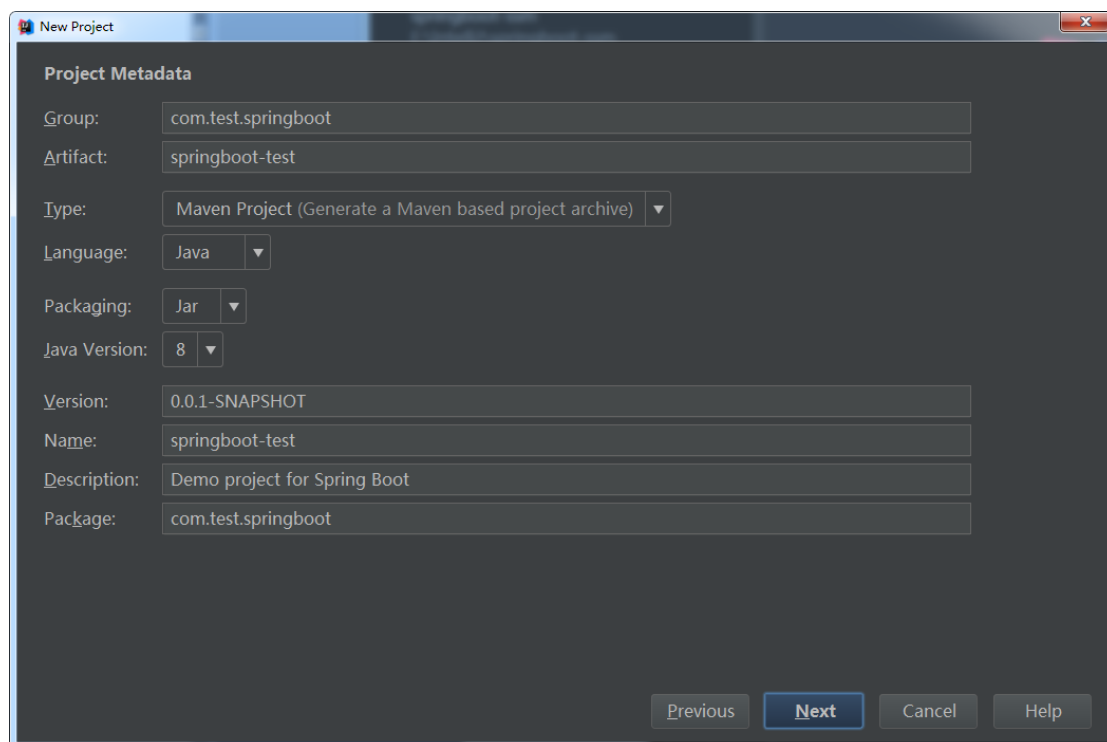 New Project
Project Metadata
Group: com.test.springboot
Artifact: springboot-test
Type: Maven Project (Generate a Maven based project archive)
Language: Java
Packaging: Jar
Java Version: 8
Version: 0.0.1-SNAPSHOT
Name: springboot-test
Description: Demo project for Spring Boot
Package: com.test.springboot
Previous Next Cancel Help